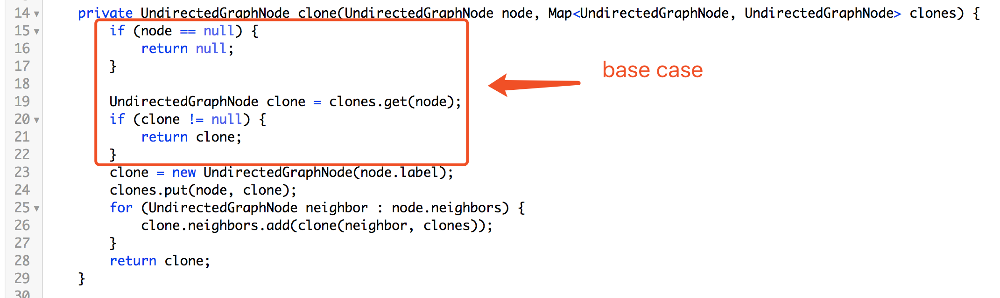 14 private UndirectedGraphNode clone(UndirectedGraphNode node, Map<UndirectedGraphNode, UndirectedGraphNode> clones) {
15 if (node == null) {
16 return null;
17 }
18
19 UndirectedGraphNode clone = clones.get(node);
20 if (clone != null) {
21 return clone;
22 }
23 clone = new UndirectedGraphNode(node.label);
24 clones.put(node, clone);
25 for (UndirectedGraphNode neighbor : node.neighbors) {
26 clone.neighbors.add(clone(neighbor, clones));
27 }
28 return clone;
29 }
30
base case